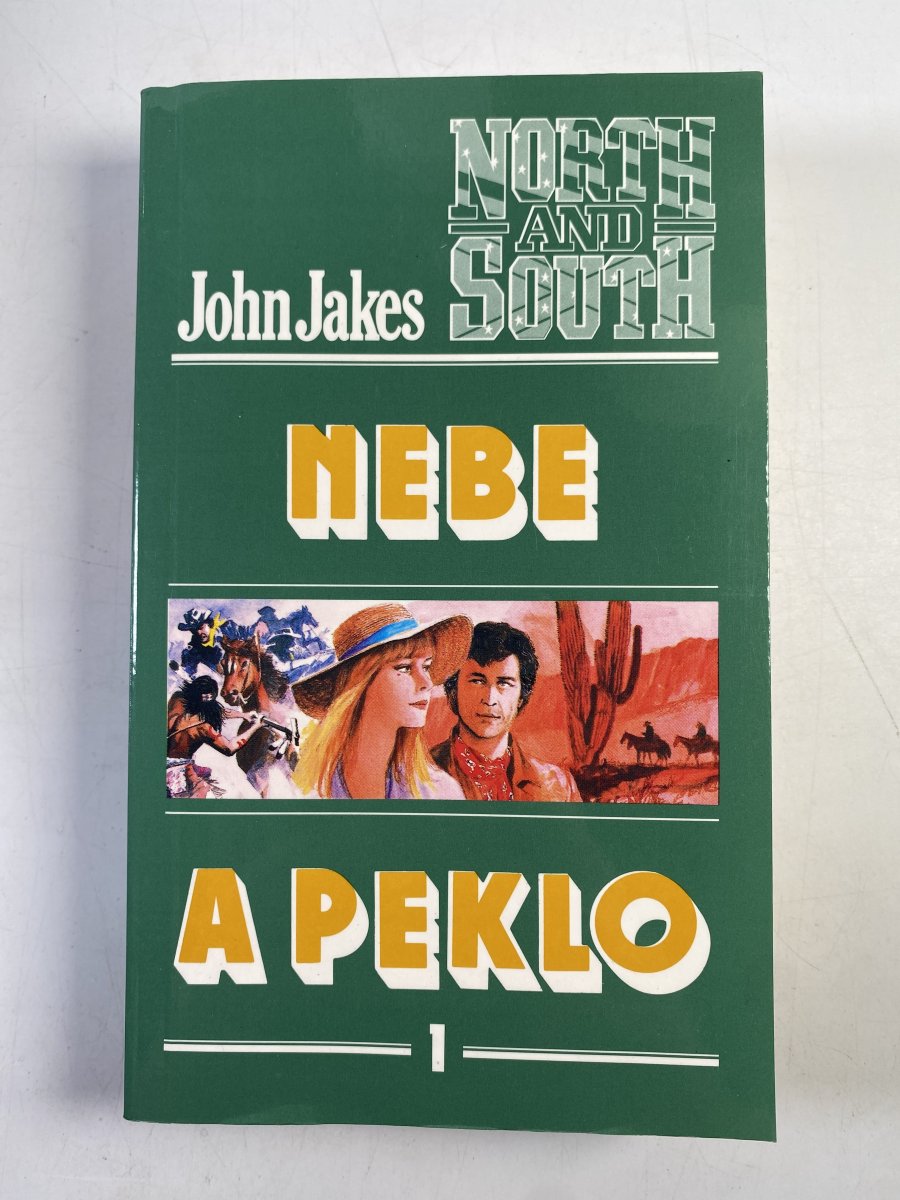 NORTH
AND
SOUTH
John Jakes
NEBE
A PEKLO
1